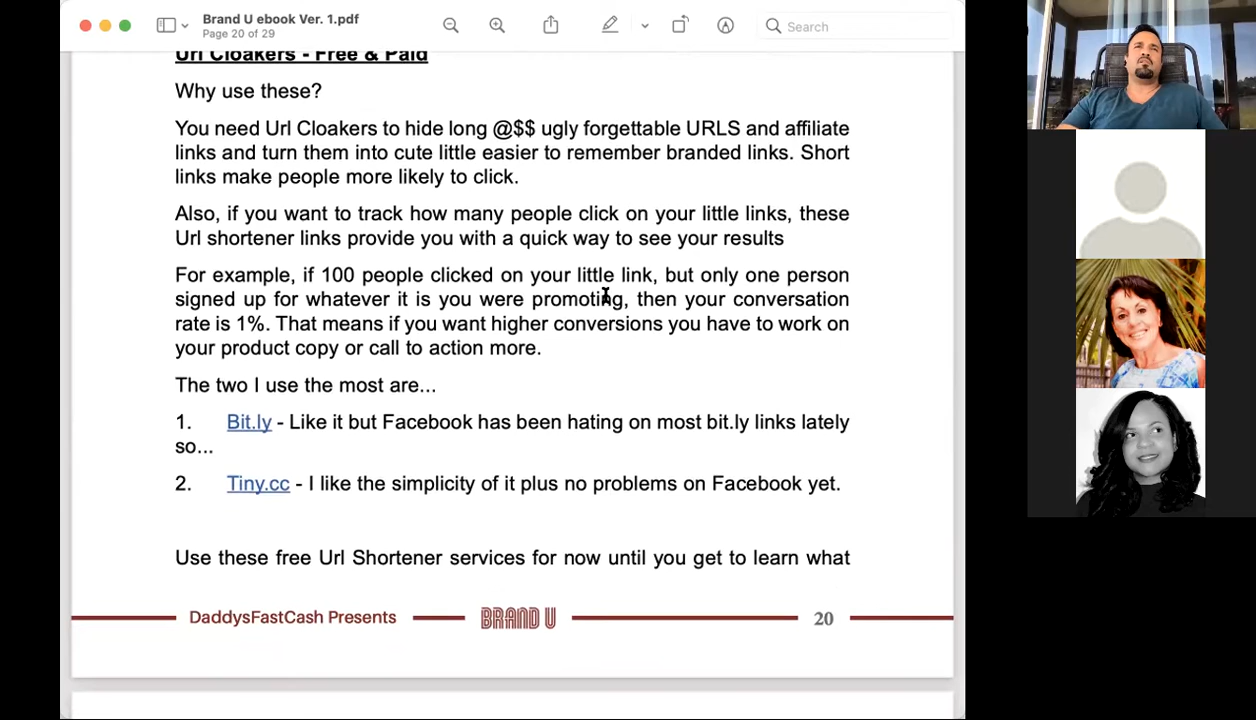 Brand U ebook Ver. 1.pdf
Page 20 of 29
Search
Url Cloakers - Free & Paid
Why use these?
You need Url Cloakers to hide long @$$ ugly forgettable URLS and affiliate
links and turn them into cute little easier to remember branded links. Short
links make people more likely to click.
Also, if you want to track how many people click on your little links, these
Url shortener links provide you with a quick way to see your results
For example, if 100 people clicked on your little link, but only one person
signed up for whatever it is you were promoting, then your conversation
rate is 1%. That means if you want higher conversions you have to work on
your product copy or call to action more.
The two I use the most are...
1. Bit.ly - Like it but Facebook has been hating on most bit.ly links lately
so...
2. Tiny.cc - I like the simplicity of it plus no problems on Facebook yet.
Use these free Url Shortener services for now until you get to learn what
DaddysFastCash Presents BRAND U 20